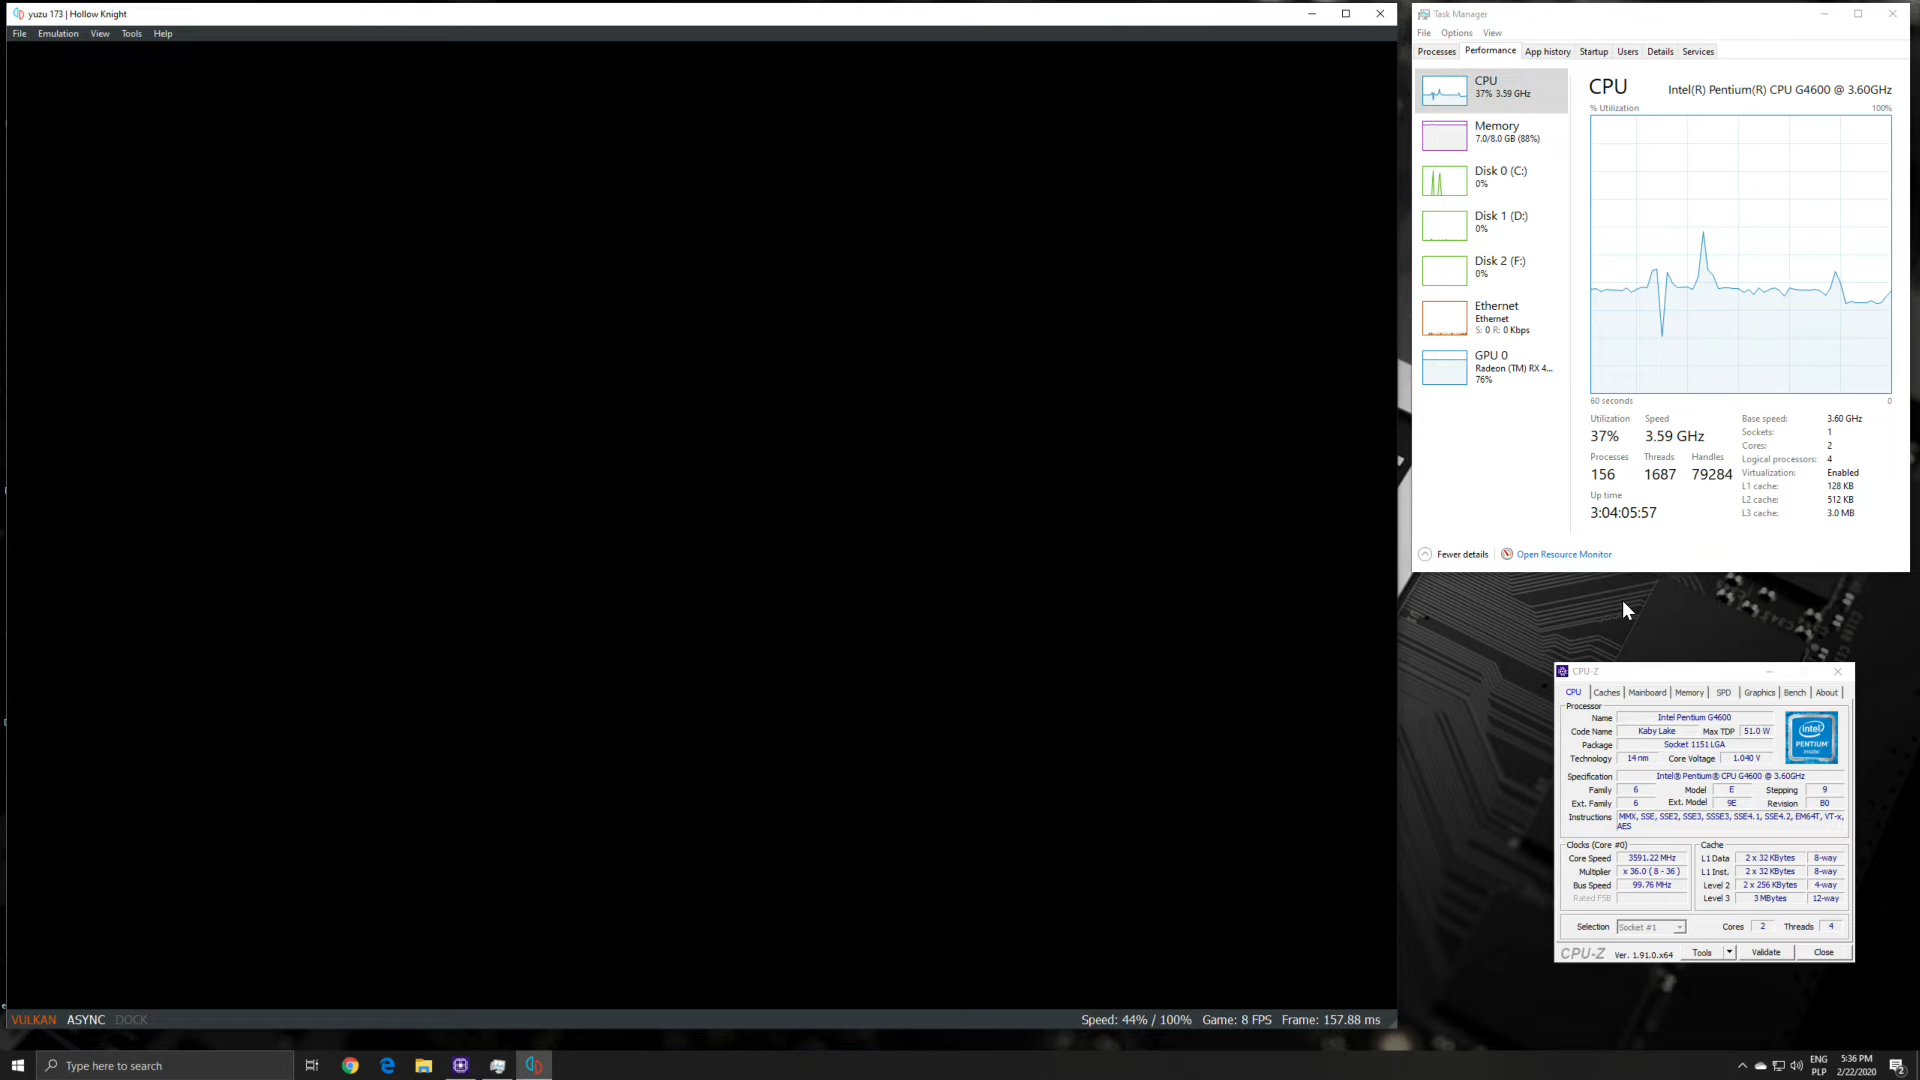 yuzu 173 | Hollow Knight
File Emulation View Tools Help
VULKAN ASYNC DOCK
Speed: 44% / 100% Game: 8 FPS Frame: 157.88 ms
Task Manager
File Options View
Processes Performance App history Startup Users Details Services
CPU
37% 3.59 GHz
Memory
7.0/8.0 GB (88%)
Disk 0 (C:)
0%
Disk 1 (D:)
0%
Disk 2 (F:)
0%
Ethernet
Ethernet
S: 0 R: 0 Kbps
GPU 0
Radeon (TM) RX 4...
76%
CPU Intel(R) Pentium(R) CPU G4600 @ 3.60GHz
% Utilization 100%
60 seconds 0
Utilization Speed
37% 3.59 GHz
Processes Threads Handles
156 1687 79284
Up time
3:04:05:57
Base speed: 3.60 GHz
Sockets: 1
Cores: 2
Logical processors: 4
Virtualization: Enabled
L1 cache: 128 KB
L2 cache: 512 KB
L3 cache: 3.0 MB
Fewer details Open Resource Monitor
CPU-Z
CPU Caches Mainboard Memory SPD Graphics Bench About
Processor
Name Intel Pentium G4600
Code Name Kaby Lake Max TDP 51.0 W
Package Socket 1151 LGA
Technology 14 nm Core Voltage 1.040 V
intel
PENTIUM
inside
Specification Intel® Pentium® CPU G4600 @ 3.60GHz
Family 6 Model E Stepping 9
Ext. Family 6 Ext. Model 9E Revision B0
Instructions MMX, SSE, SSE2, SSE3, SSSE3, SSE4.1, SSE4.2, EM64T, VT-x,
AES
Clocks (Core #0)
Core Speed 3591.22 MHz
Multiplier x 36.0 ( 8 - 36 )
Bus Speed 99.76 MHz
Rated FSB
Cache
L1 Data 2 x 32 KBytes 8-way
L1 Inst. 2 x 32 KBytes 8-way
Level 2 2 x 256 KBytes 4-way
Level 3 3 MBytes 12-way
Selection Socket #1 Cores 2 Threads 4
CPU-Z Ver. 1.91.0.x64 Tools Validate Close
Type here to search
ENG
PLP
5:36 PM
2/22/2020
2